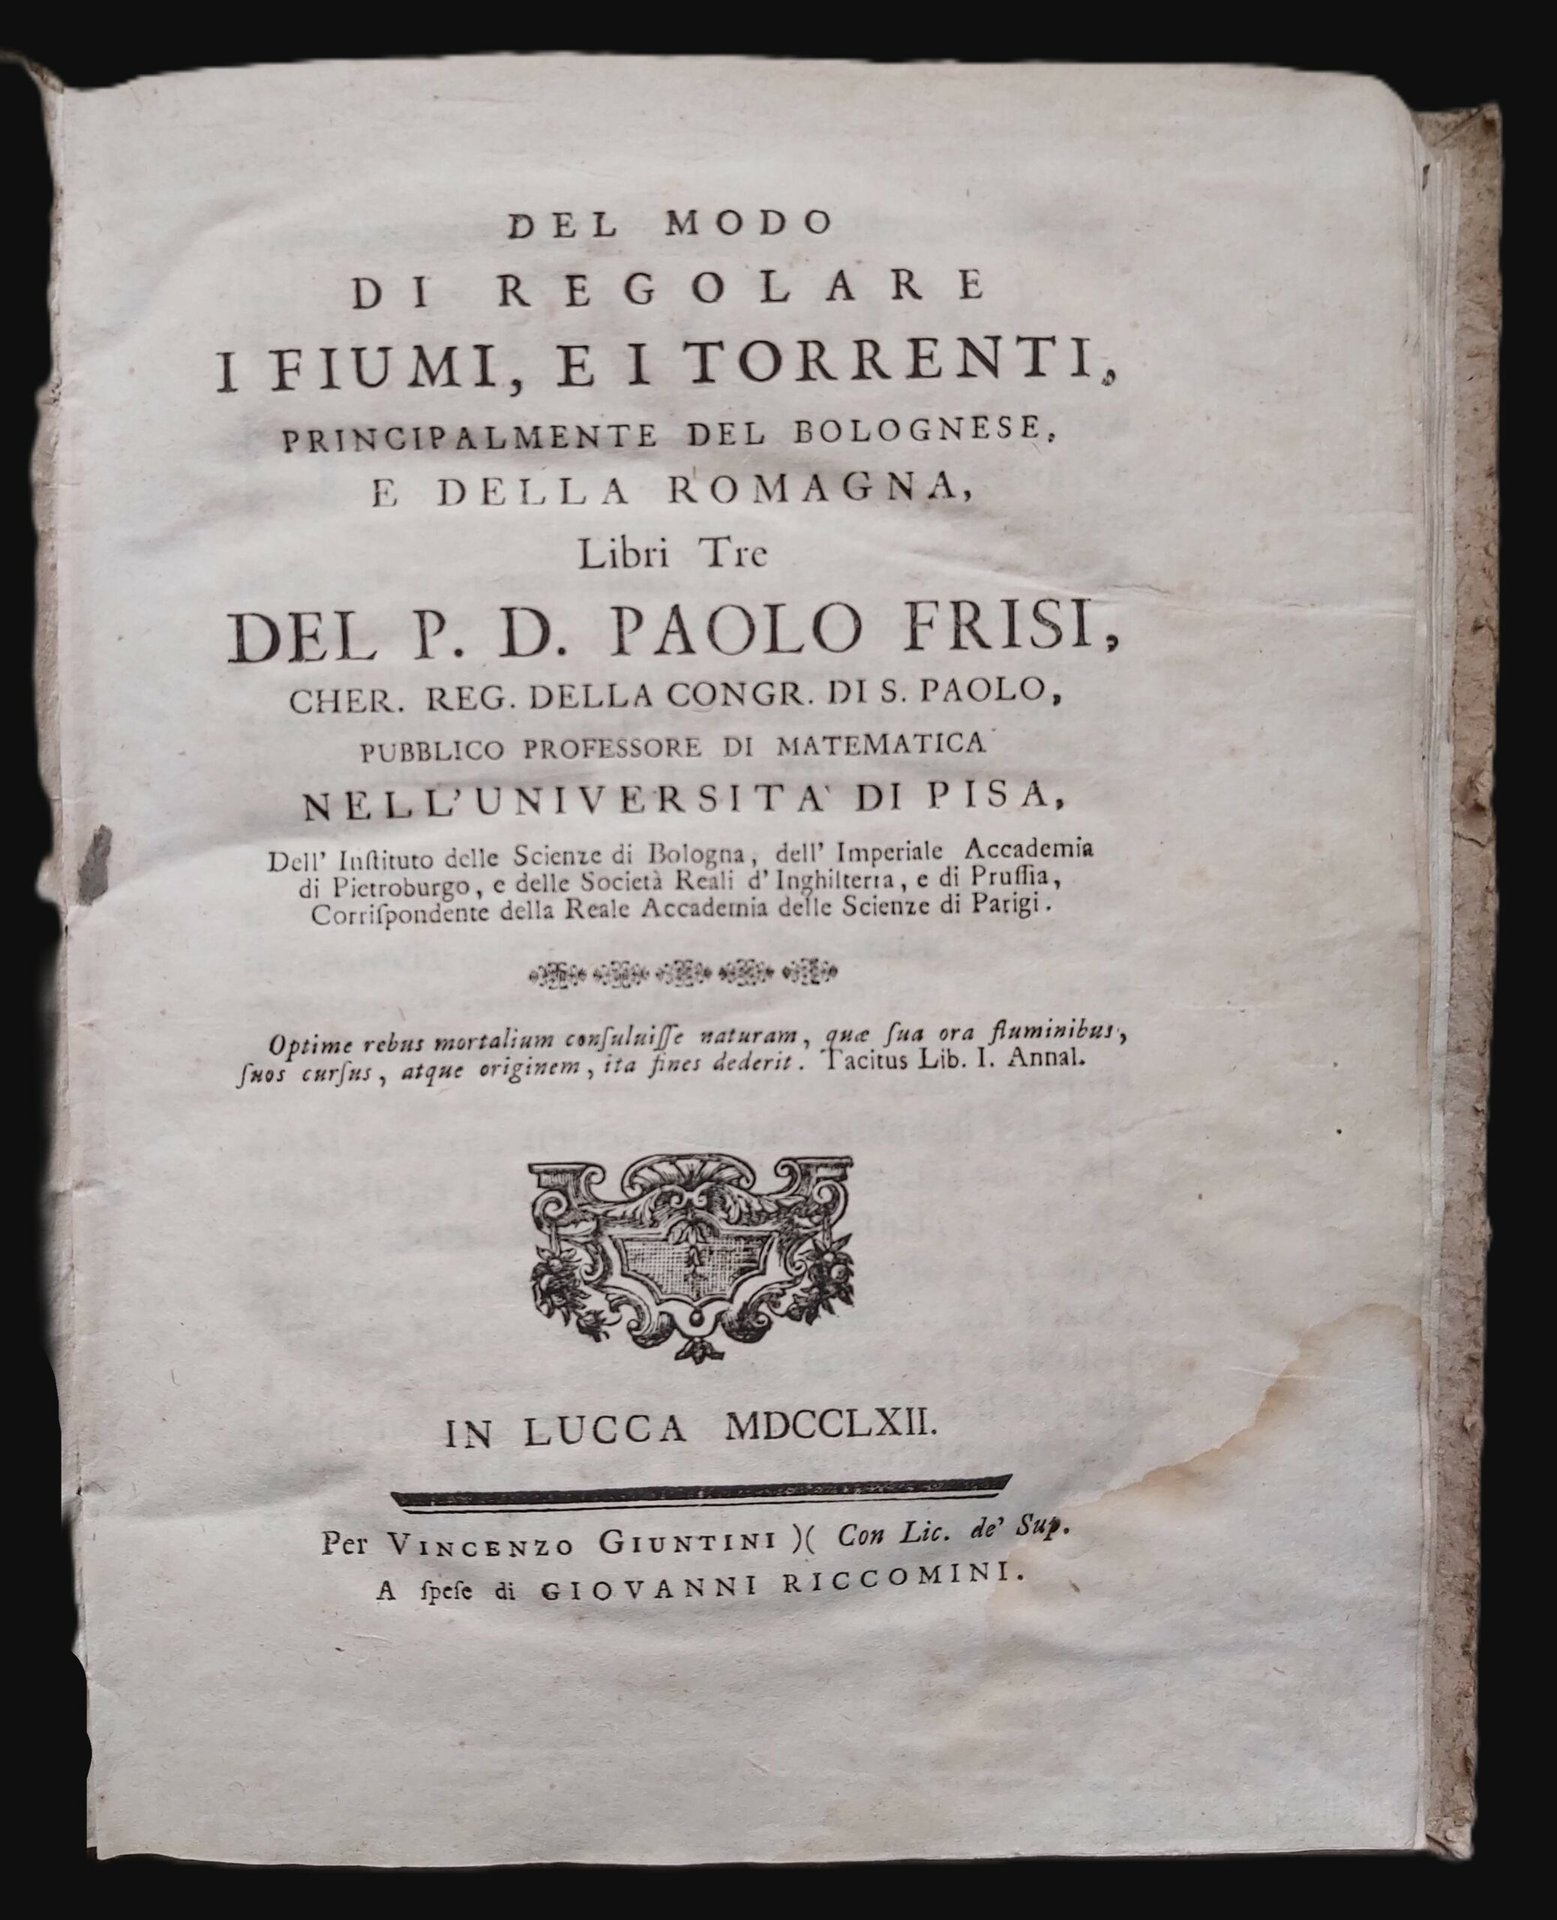 DEL MODO
DI REGOLARE
I FIUMI, E I TORRENTI,
PRINCIPALMENTE DEL BOLOGNESE,
E DELLA ROMAGNA,
Libri Tre
DEL P. D. PAOLO FRISI,
CHER. REG. DELLA CONGR. DI S. PAOLO,
PUBBLICO PROFESSORE DI MATEMATICA
NELL'UNIVERSITA' DI PISA,
Dell' Inſtituto delle Scienze di Bologna, dell' Imperiale Accademia
di Pietroburgo, e delle Società Reali d' Inghilterra, e di Pruſſia,
Corriſpondente della Reale Accademia delle Scienze di Parigi.
Optime rebus mortalium conſuluiſſe naturam, quæ ſua ora fluminibus,
ſuos curſus, atque originem, ita fines dederit. Tacitus Lib. I. Annal.
IN LUCCA MDCCLXII.
Per VINCENZO GIUNTINI )( Con Lic. de' Sup.
A ſpeſe di GIOVANNI RICCOMINI.